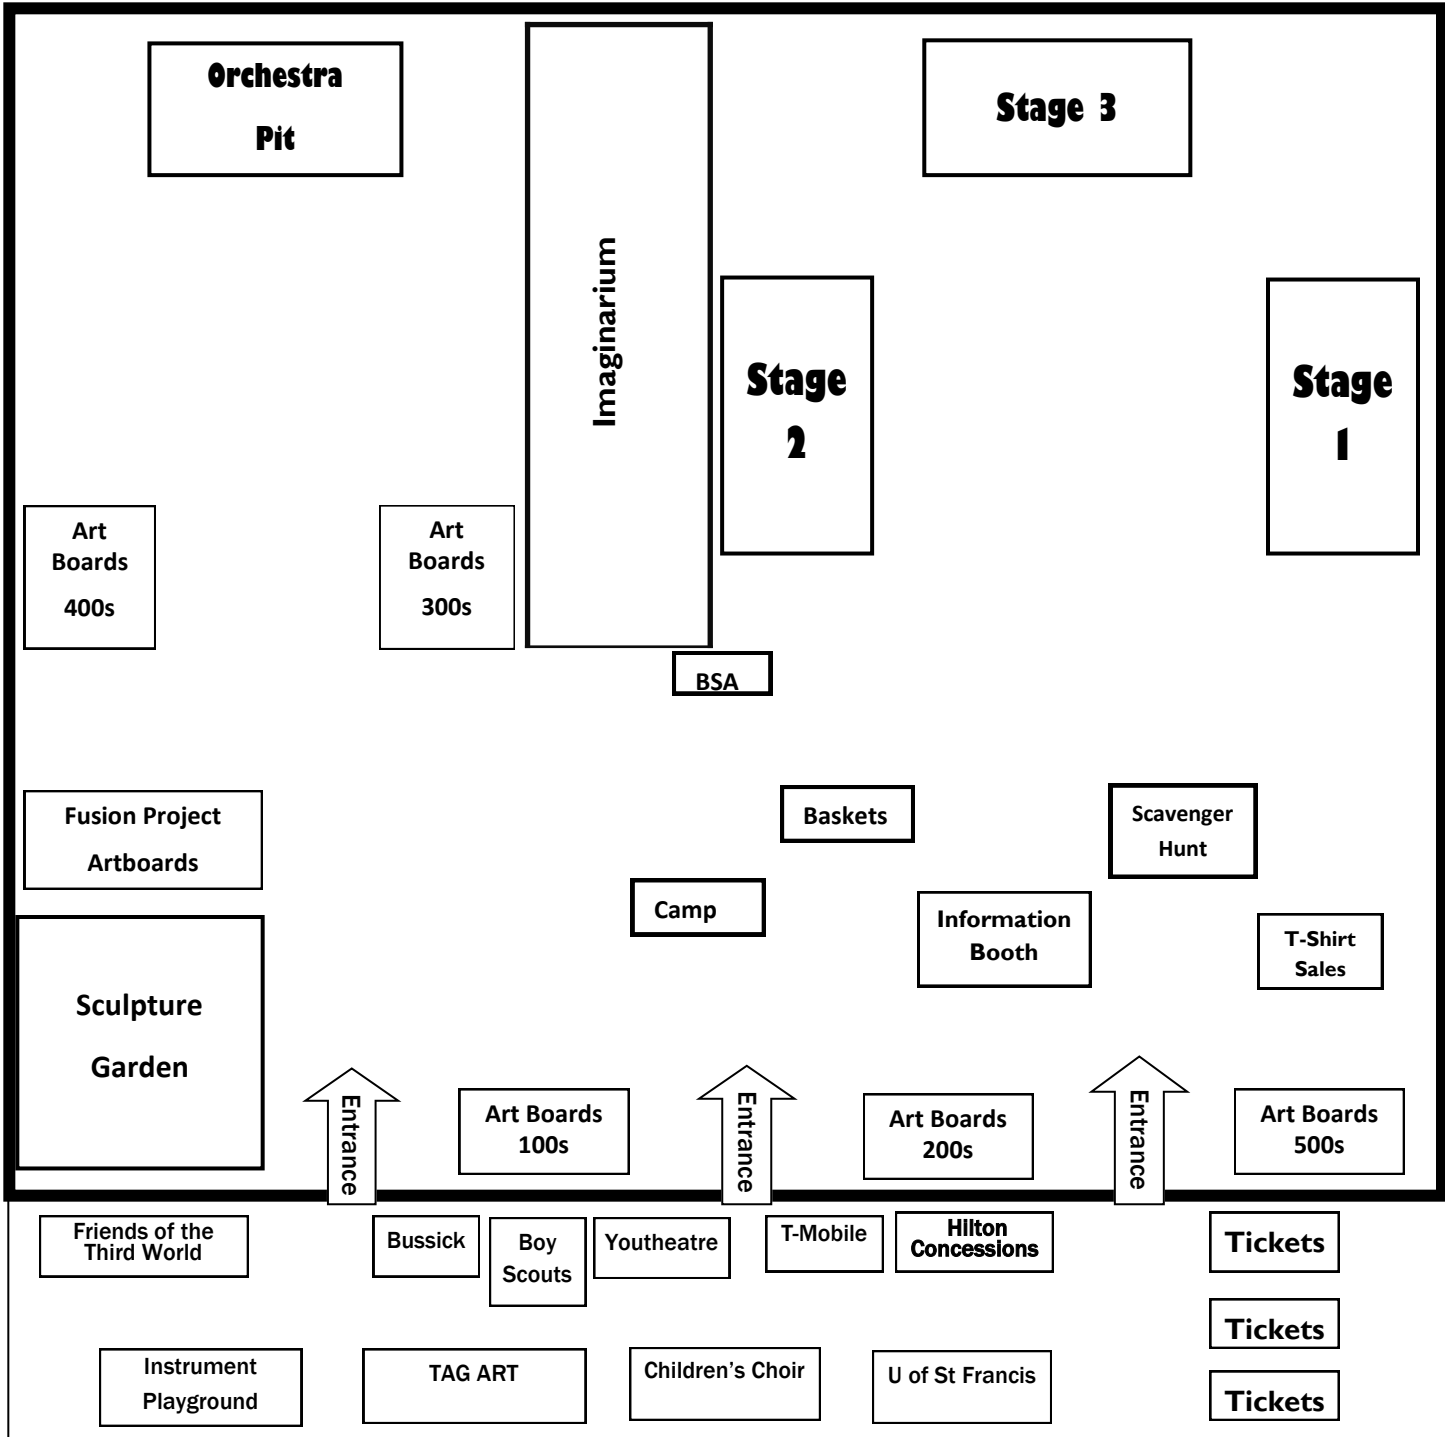 Orchestra
Pit
Stage 3
Imaginarium
Stage
2
Stage
1
Art
Boards
400s
Art
Boards
300s
BSA
Fusion Project
Artboards
Baskets
Scavenger
Hunt
Camp
Information
Booth
T-Shirt
Sales
Sculpture
Garden
Entrance
Art Boards
100s
Entrance
Art Boards
200s
Entrance
Art Boards
500s
Friends of the
Third World
Bussick
Boy
Scouts
Youtheatre
T-Mobile
Hilton
Concessions
Tickets
Tickets
Instrument
Playground
TAG ART
Children's Choir
U of St Francis
Tickets